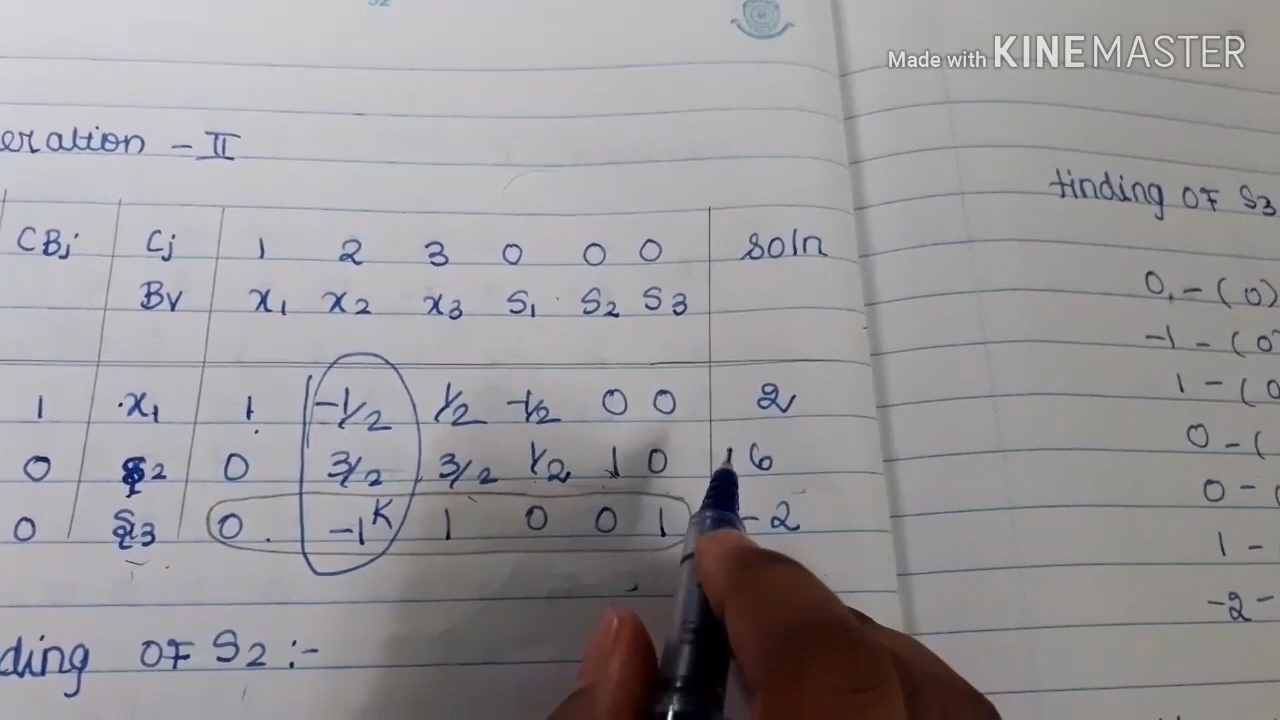 Made with KINEMASTER
eration - II
CBj Cj 1 2 3 0 0 0 soln
BV x1 x2 x3 S1 S2 S3
1 x1 1 -1/2 1/2 -1/2 0 0 2
0 S2 0 3/2 3/2 1/2 1 0 6
0 S3 0 -1K 1 0 0 1 -2
ding OF S2 :-
finding OF S3
0 - (0)
-1 - (0
1 - (0
0 - (
0 - (
1 -
-2 -